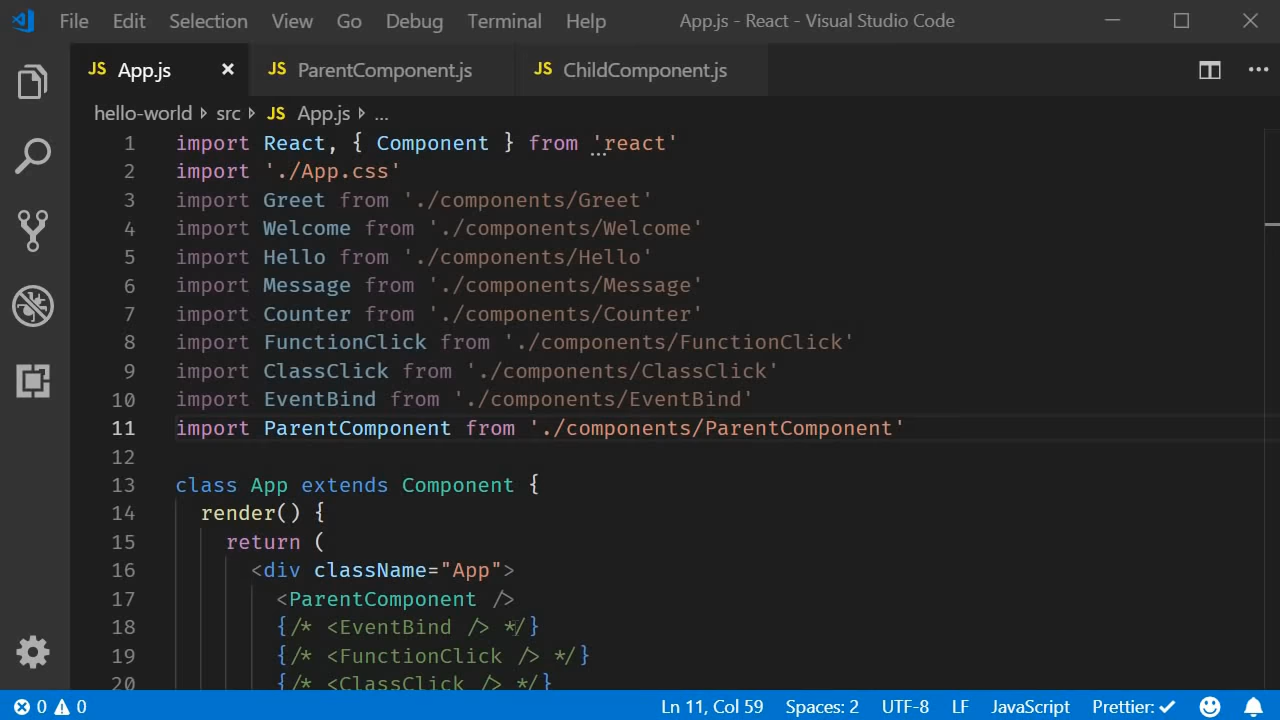 File Edit Selection View Go Debug Terminal Help App.js - React - Visual Studio Code
JS App.js × JS ParentComponent.js JS ChildComponent.js
hello-world › src › JS App.js › ...
1 import React, { Component } from 'react'
2 import './App.css'
3 import Greet from './components/Greet'
4 import Welcome from './components/Welcome'
5 import Hello from './components/Hello'
6 import Message from './components/Message'
7 import Counter from './components/Counter'
8 import FunctionClick from './components/FunctionClick'
9 import ClassClick from './components/ClassClick'
10 import EventBind from './components/EventBind'
11 import ParentComponent from './components/ParentComponent'
12
13 class App extends Component {
14 render() {
15 return (
16 <div className="App">
17 <ParentComponent />
18 {/* <EventBind /> */}
19 {/* <FunctionClick /> */}
20 {/* <ClassClick /> */}
0 0 Ln 11, Col 59 Spaces: 2 UTF-8 LF JavaScript Prettier: ✓